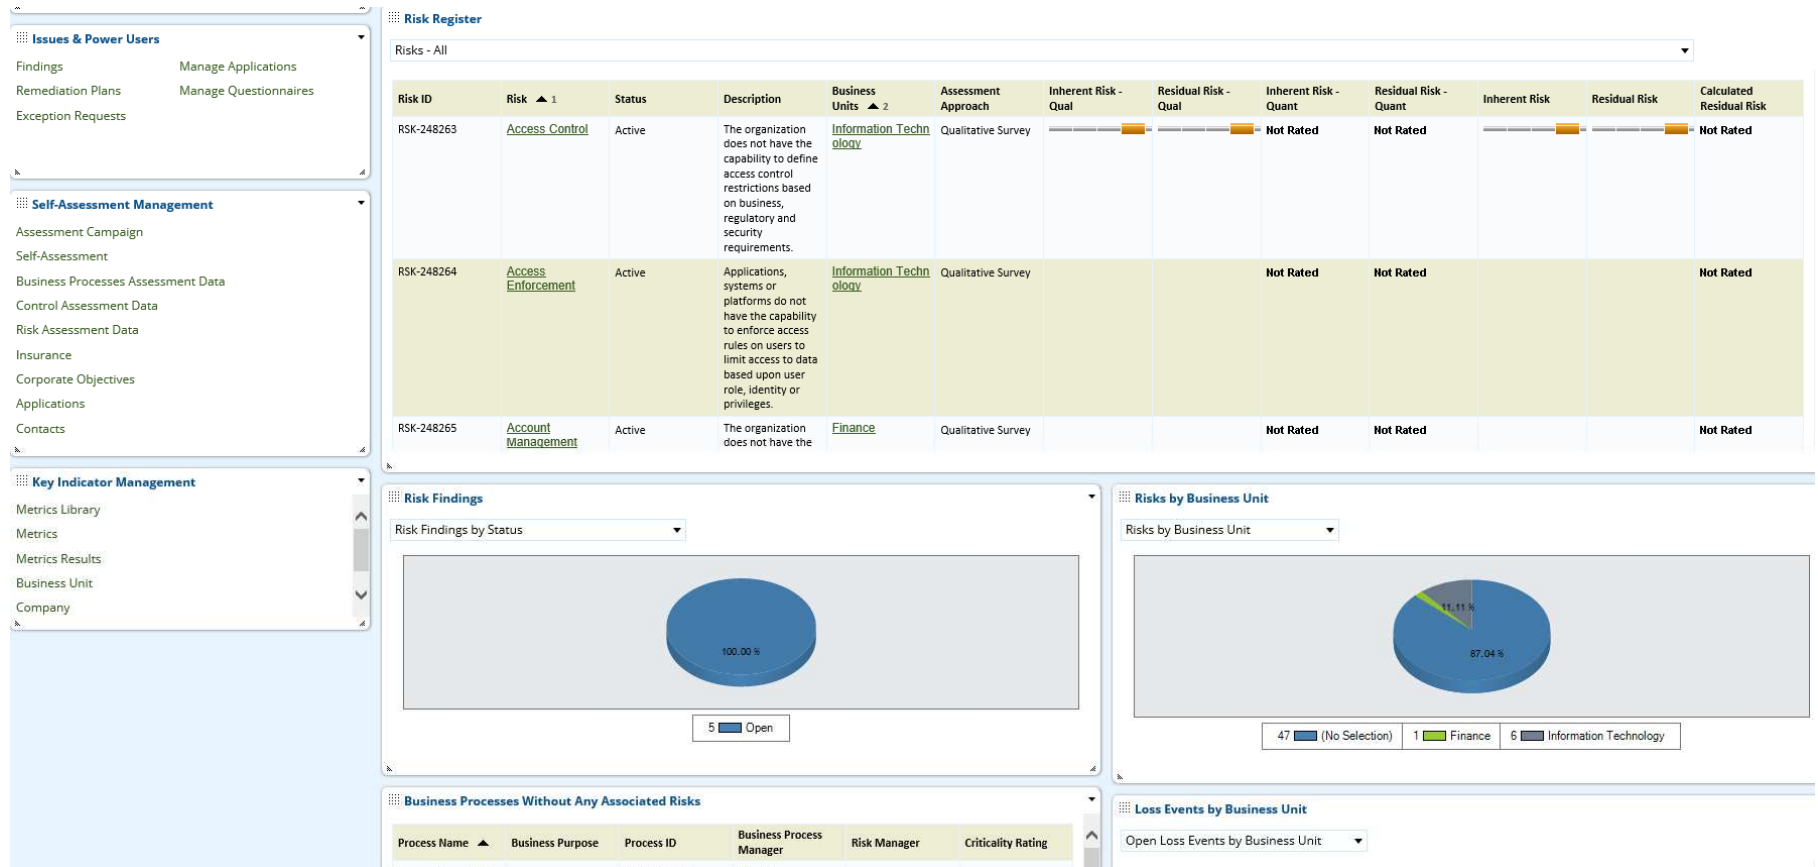 Issues & Power Users
Findings
Manage Applications
Remediation Plans
Manage Questionnaires
Exception Requests
Self-Assessment Management
Assessment Campaign
Self-Assessment
Business Processes Assessment Data
Control Assessment Data
Risk Assessment Data
Insurance
Corporate Objectives
Applications
Contacts
Key Indicator Management
Metrics Library
Metrics
Metrics Results
Business Unit
Company
Risk Register
Risks - All
Risk ID
Risk 1
Status
Description
Business
Units 2
Assessment
Approach
Inherent Risk -
Qual
Residual Risk -
Qual
Inherent Risk -
Quant
Residual Risk -
Quant
Inherent Risk
Residual Risk
Calculated
Residual Risk
RSK-248263
Access Control
Active
The organization
does not have the
capability to define
access control
restrictions based
on business,
regulatory and
security
requirements.
Information Techn
ology
Qualitative Survey
Not Rated
Not Rated
Not Rated
RSK-248264
Access
Enforcement
Active
Applications,
systems or
platforms do not
have the capability
to enforce access
rules on users to
limit access to data
based upon user
role, identity or
privileges.
Information Techn
ology
Qualitative Survey
Not Rated
Not Rated
Not Rated
RSK-248265
Account
Management
Active
The organization
does not have the
Finance
Qualitative Survey
Not Rated
Not Rated
Not Rated
Risk Findings
Risk Findings by Status
100.00 %
5 Open
Risks by Business Unit
Risks by Business Unit
11.11 %
87.04 %
47 (No Selection)
1 Finance
6 Information Technology
Business Processes Without Any Associated Risks
Process Name
Business Purpose
Process ID
Business Process
Manager
Risk Manager
Criticality Rating
Loss Events by Business Unit
Open Loss Events by Business Unit